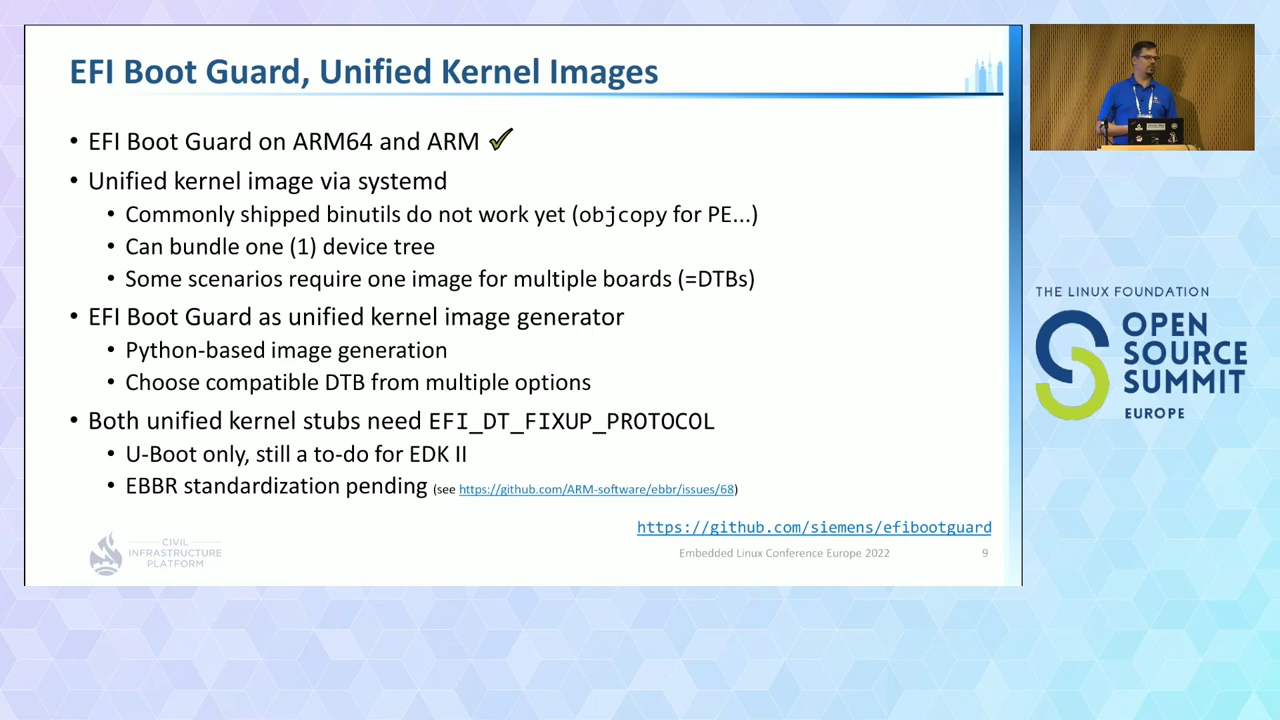 EFI Boot Guard, Unified Kernel Images
• EFI Boot Guard on ARM64 and ARM ✓
• Unified kernel image via systemd
• Commonly shipped binutils do not work yet (objcopy for PE...)
• Can bundle one (1) device tree
• Some scenarios require one image for multiple boards (=DTBs)
• EFI Boot Guard as unified kernel image generator
• Python-based image generation
• Choose compatible DTB from multiple options
• Both unified kernel stubs need EFI_DT_FIXUP_PROTOCOL
• U-Boot only, still a to-do for EDK II
• EBBR standardization pending (see https://github.com/ARM-software/ebbr/issues/68)
https://github.com/siemens/efibootguard
CIVIL
INFRASTRUCTURE
PLATFORM
Embedded Linux Conference Europe 2022
9
THE LINUX FOUNDATION
OPEN
SOURCE
SUMMIT
EUROPE